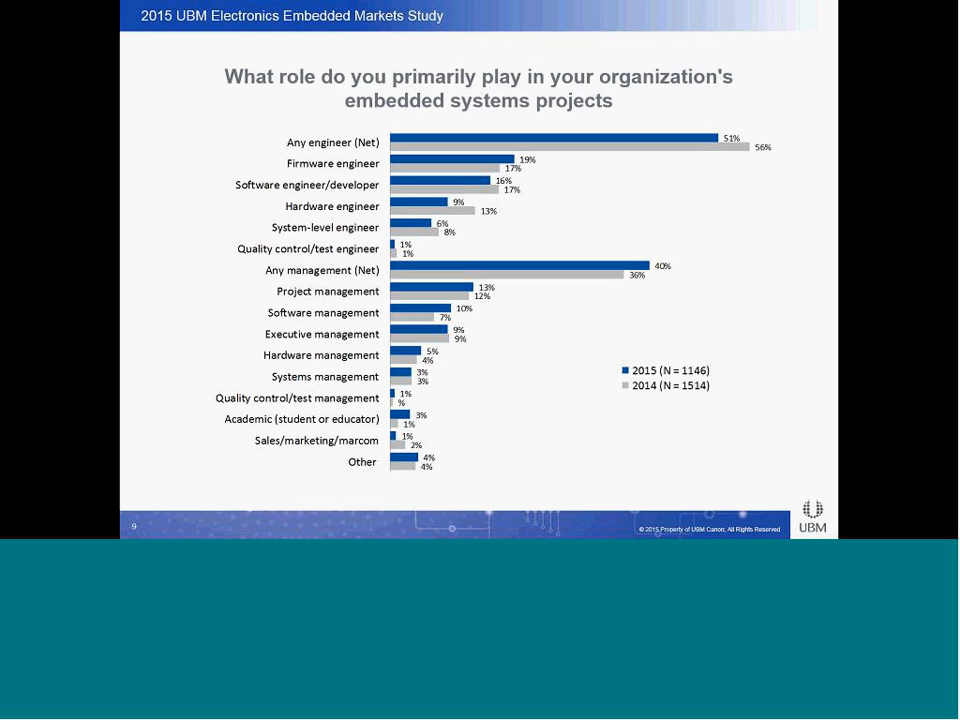 2015 UBM Electronics Embedded Markets Study
What role do you primarily play in your organization's
embedded systems projects
Any engineer (Net) 51% 56%
Firmware engineer 19% 17%
Software engineer/developer 16% 17%
Hardware engineer 9% 13%
System-level engineer 6% 8%
Quality control/test engineer 1% 1%
Any management (Net) 40% 36%
Project management 13% 12%
Software management 10% 7%
Executive management 9% 9%
Hardware management 5% 4%
Systems management 3% 3%
Quality control/test management 1% %
Academic (student or educator) 3% 1%
Sales/marketing/marcom 1% 2%
Other 4% 4%
2015 (N = 1146)
2014 (N = 1514)
9
© 2015 Property of UBM Canon; All Rights Reserved
UBM